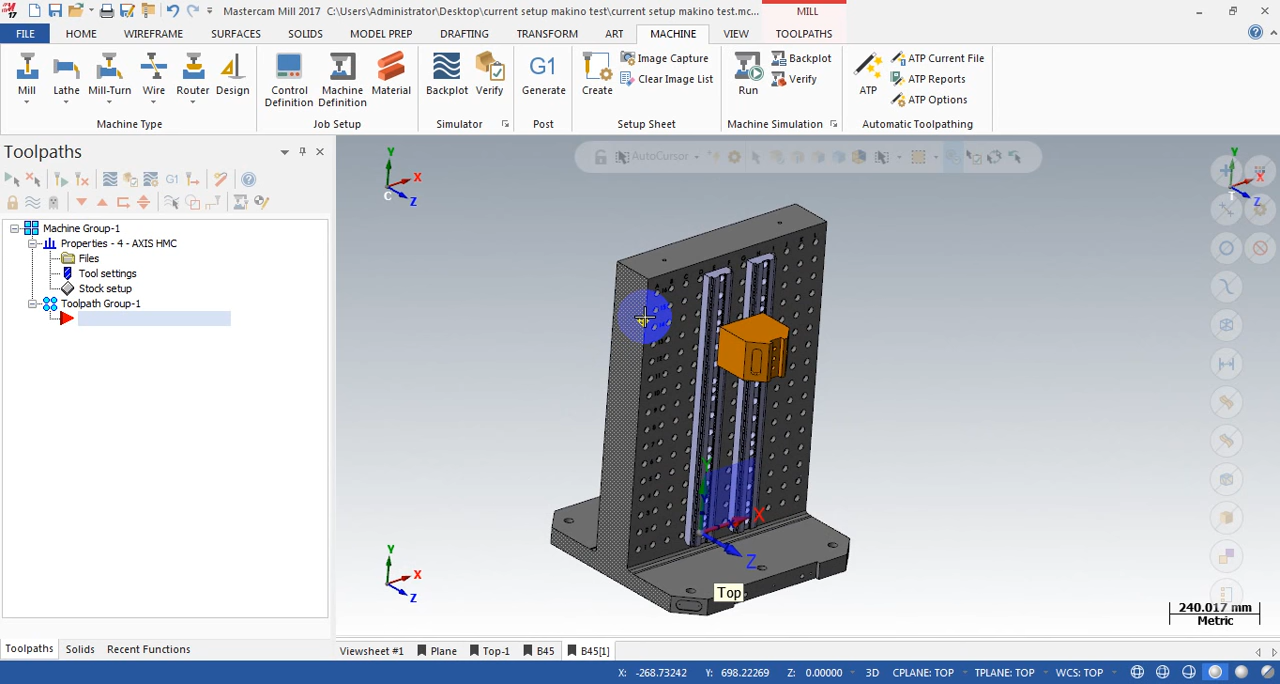 17
Mastercam Mill 2017 C:\Users\Administrator\Desktop\current setup makino test\current setup makino test.mc...
MILL
FILE HOME WIREFRAME SURFACES SOLIDS MODEL PREP DRAFTING TRANSFORM ART MACHINE VIEW TOOLPATHS
Mill Lathe Mill-Turn Wire Router Design
Machine Type
Control Definition Machine Definition Material
Job Setup
Backplot Verify
Simulator
G1
Generate
Post
Create Image Capture
Clear Image List
Setup Sheet
Run Backplot
Verify
Machine Simulation
ATP ATP Current File
ATP Reports
ATP Options
Automatic Toolpathing
Toolpaths
G1
Machine Group-1
Properties - 4 - AXIS HMC
Files
Tool settings
Stock setup
Toolpath Group-1
AutoCursor
Y X Z C
Y X Z T
Y X Z
X
Z
Top
240.017 mm
Metric
Toolpaths Solids Recent Functions
Viewsheet #1 Plane Top-1 B45 B45[1]
X: -268.73242 Y: 698.22269 Z: 0.00000 3D CPLANE: TOP TPLANE: TOP WCS: TOP